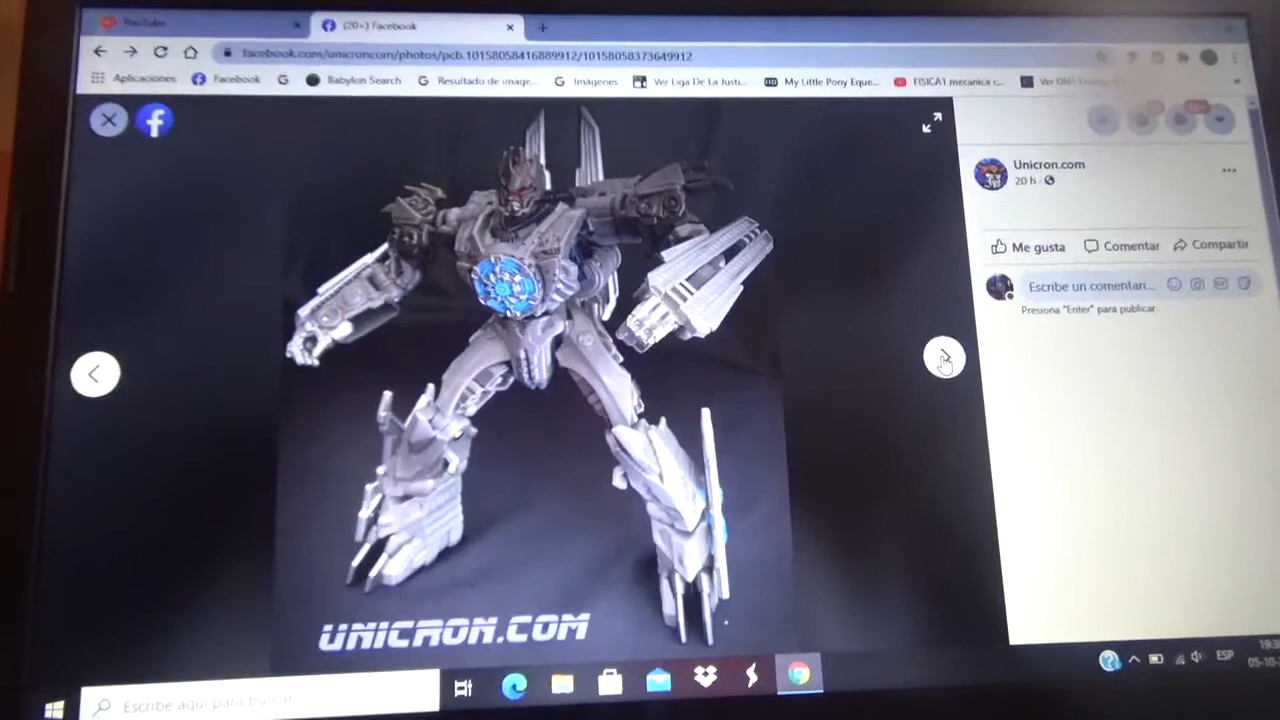 YouTube
(20+) Facebook
facebook.com/unicroncom/photos/pcb.10158058416889912/10158058373649912
Aplicaciones
Facebook
Babylon Search
Resultado de image...
Imágenes
Ver Liga De La Justi...
My Little Pony Eque...
FISICA1 mecanica c...
Unicron.com
20 h
Me gusta
Comentar
Compartir
Escribe un comentari...
Presiona "Enter" para publicar.
UNICRON.COM
ESP
Escribe aquí para buscar